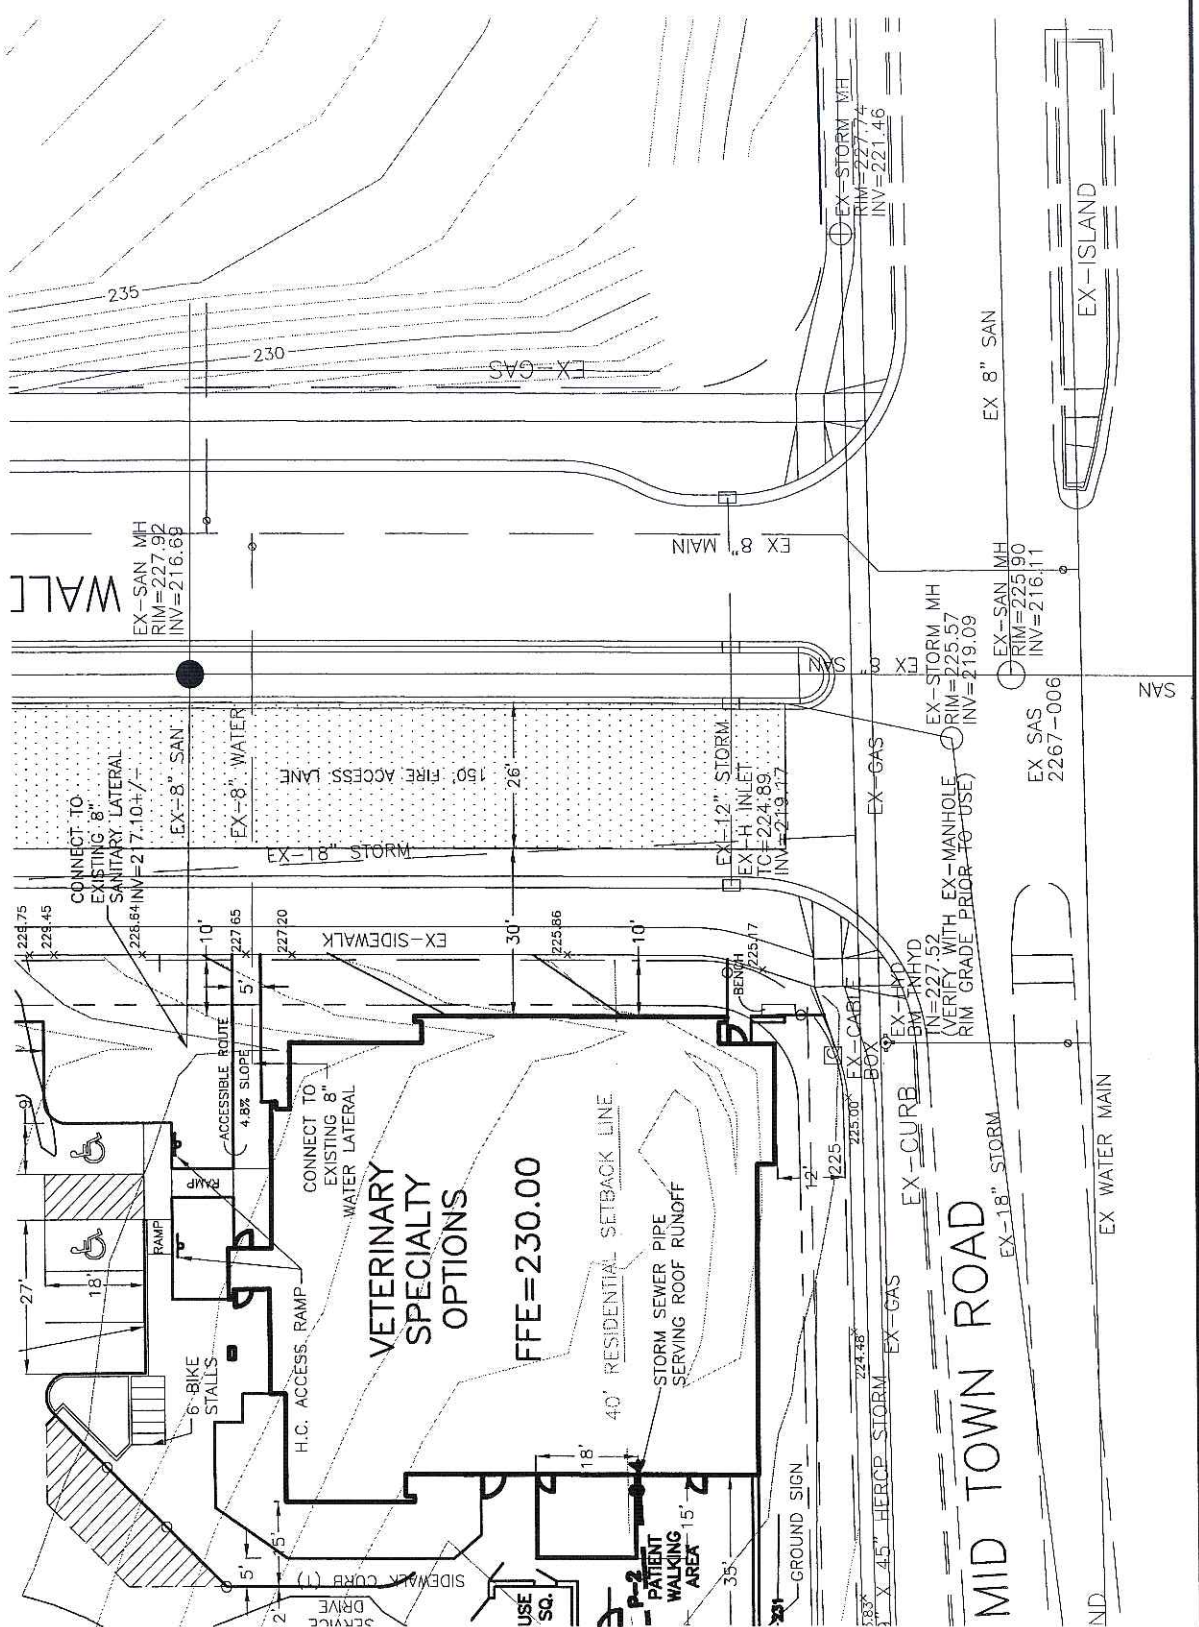 235
230
EX-GAS
EX-STORM MH
RIM=227.74
INV=221.46
EX 8" SAN
EX-ISLAND
EX-SAN MH
RIM=227.92
INV=216.69
EX 8" MAIN
EX 8" SAN
EX-STORM MH
RIM=225.57
INV=219.09
EX-SAN MH
RIM=225.90
INV=216.11
SAN
EX SAS
2267-006
CONNECT TO
EXISTING 8"
SANITARY LATERAL
INV=217.10+/-
EX-8" SAN
EX-8" WATER
150' FIRE ACCESS LANE
26'
EX-12" STORM
EX-H INLET
TC=224.89
INV=219.17
EX-GAS
EX-18" STORM
229.75
229.45
228.64
10'
227.65
227.20
EX-SIDEWALK
30'
225.86
10'
225.17
BENCH
5'
EX-CABLE
BOX
EX-HYD
BM TNHYD
TN=227.52
(VERIFY WITH EX-MANHOLE
RIM GRADE PRIOR TO USE)
9'
ACCESSIBLE ROUTE
4.8% SLOPE
CONNECT TO
EXISTING 8"
WATER LATERAL
RAMP
RAMP
27'
18'
6 BIKE
STALLS
H.C. ACCESS RAMP
VETERINARY
SPECIALTY
OPTIONS
FFE=230.00
40' RESIDENTIAL SETBACK LINE
STORM SEWER PIPE
SERVING ROOF RUNOFF
12'
225
225.00
EX-CURB
EX-18" STORM
EX WATER MAIN
EX-GAS
224.48
X 45" HERCP STORM
MID TOWN ROAD
18'
5'
15'
2'
SERVICE
DRIVE
SIDEWALK CURB (1)
USE
SQ.
P-2
PATIENT
WALKING
AREA
15'
35'
GROUND SIGN
231